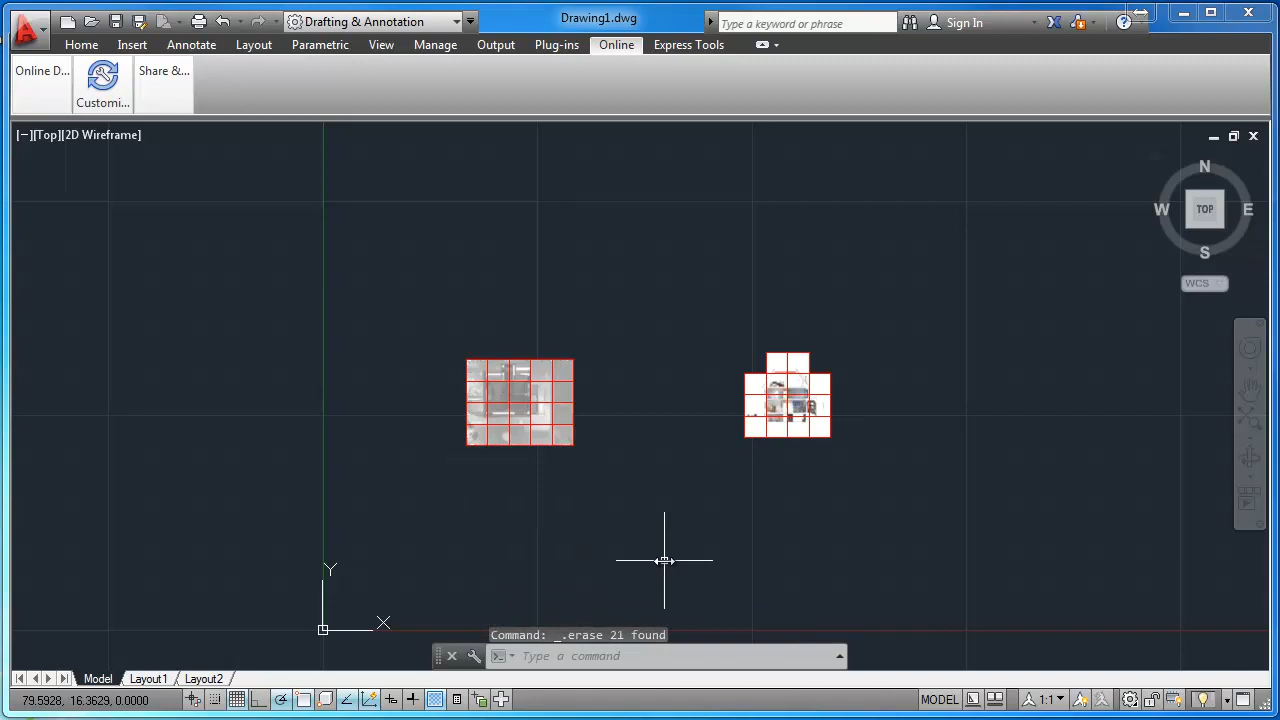 Drafting & Annotation
Drawing1.dwg
Type a keyword or phrase
Sign In
Home Insert Annotate Layout Parametric View Manage Output Plug-ins Online Express Tools
Online D... Customi... Share &...
[−][Top][2D Wireframe]
N
W TOP E
S
WCS
Y
X
Command: _.erase 21 found
Type a command
Model Layout1 Layout2
79.5928, 16.3629, 0.0000 MODEL 1:1